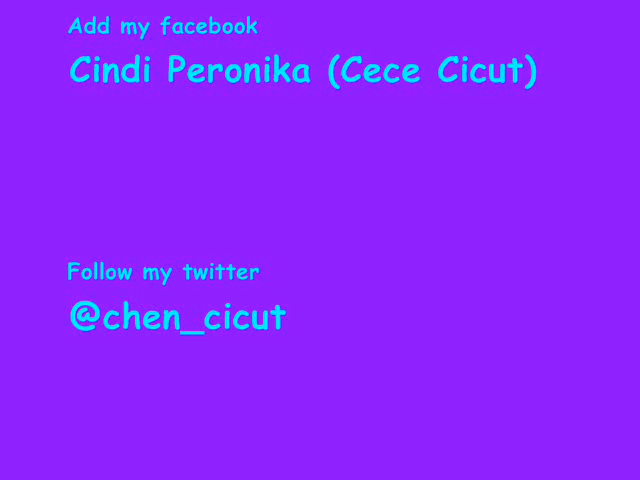 Add my facebook
Cindi Peronika (Cece Cicut)
Follow my twitter
@chen_cicut